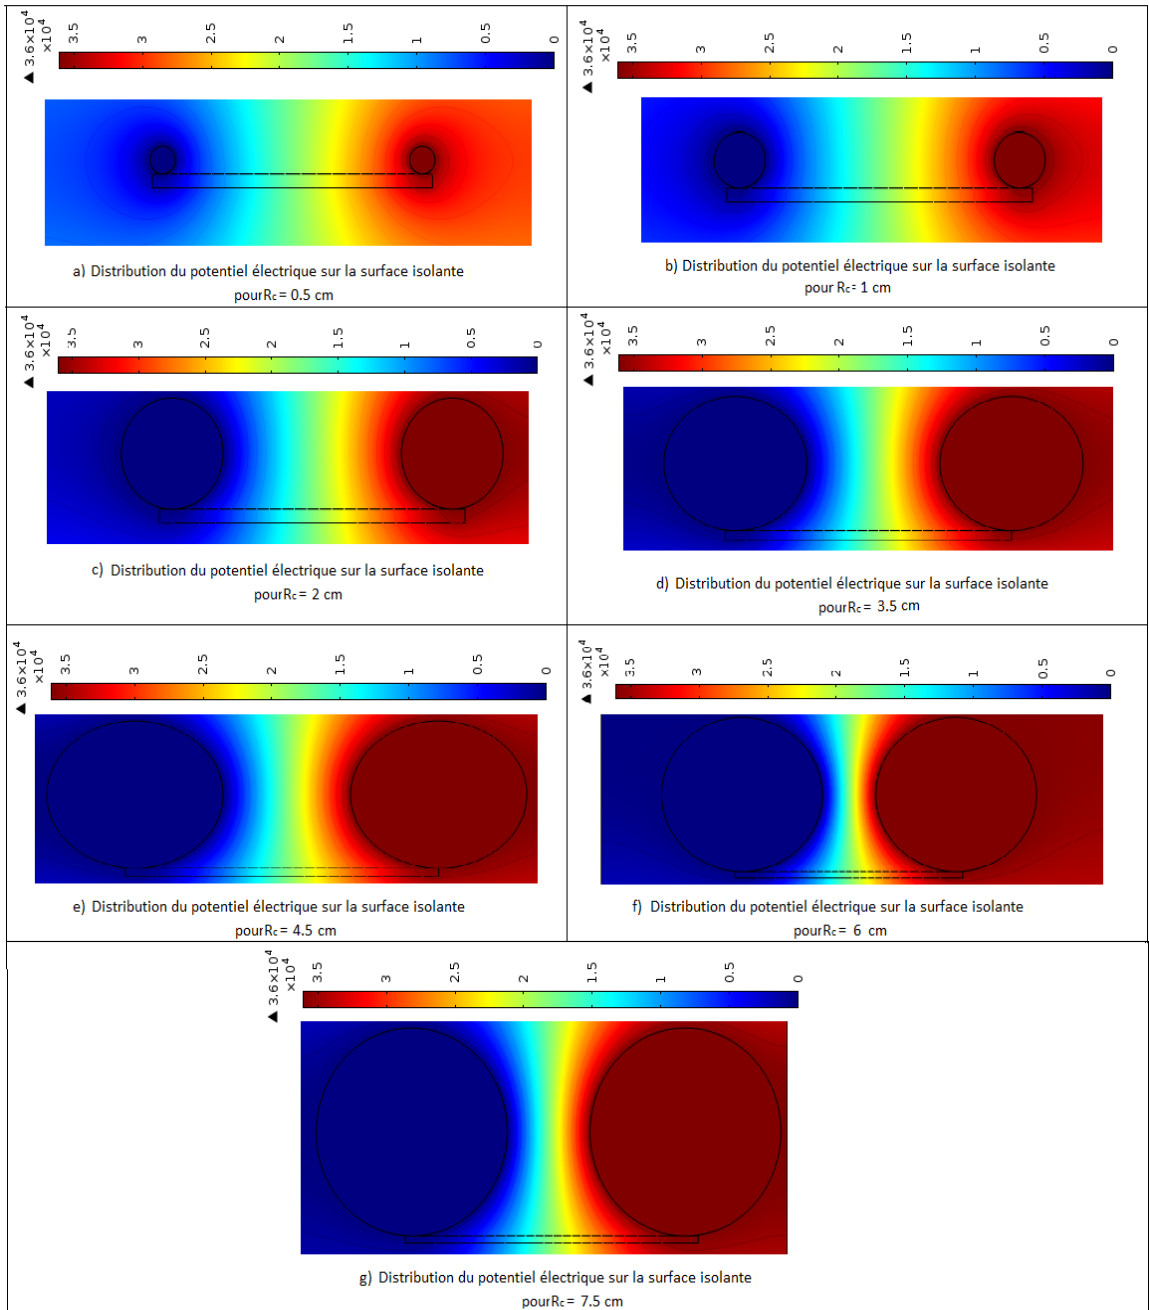 3.6×10⁴
×10⁴
3.5 3 2.5 2 1.5 1 0.5 0
a) Distribution du potentiel électrique sur la surface isolante
pourRc= 0.5 cm
3.6×10⁴
×10⁴
3.5 3 2.5 2 1.5 1 0.5 0
b) Distribution du potentiel électrique sur la surface isolante
pour Rc= 1 cm
3.6×10⁴
×10⁴
3.5 3 2.5 2 1.5 1 0.5 0
c) Distribution du potentiel électrique sur la surface isolante
pourRc= 2 cm
3.6×10⁴
×10⁴
3.5 3 2.5 2 1.5 1 0.5 0
d) Distribution du potentiel électrique sur la surface isolante
pourRc= 3.5 cm
3.6×10⁴
×10⁴
3.5 3 2.5 2 1.5 1 0.5 0
e) Distribution du potentiel électrique sur la surface isolante
pourRc= 4.5 cm
3.6×10⁴
×10⁴
3.5 3 2.5 2 1.5 1 0.5 0
f) Distribution du potentiel électrique sur la surface isolante
pourRc= 6 cm
3.6×10⁴
×10⁴
3.5 3 2.5 2 1.5 1 0.5 0
g) Distribution du potentiel électrique sur la surface isolante
pourRc= 7.5 cm